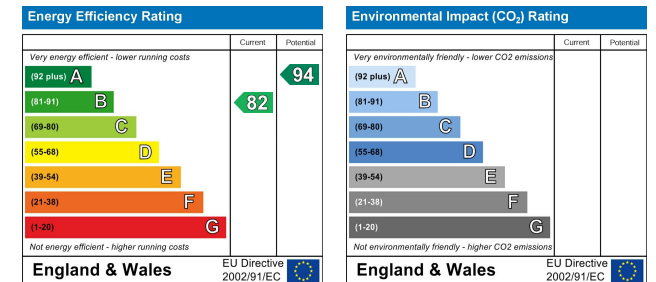 Energy Efficiency Rating
Current Potential
Very energy efficient - lower running costs
(92 plus) A
94
(81-91) B
82
(69-80) C
(55-68) D
(39-54) E
(21-38) F
(1-20) G
Not energy efficient - higher running costs
England & Wales
EU Directive
2002/91/EC
Environmental Impact (CO₂) Rating
Current Potential
Very environmentally friendly - lower CO2 emissions
(92 plus) A
(81-91) B
(69-80) C
(55-68) D
(39-54) E
(21-38) F
(1-20) G
Not environmentally friendly - higher CO2 emissions
England & Wales
EU Directive
2002/91/EC